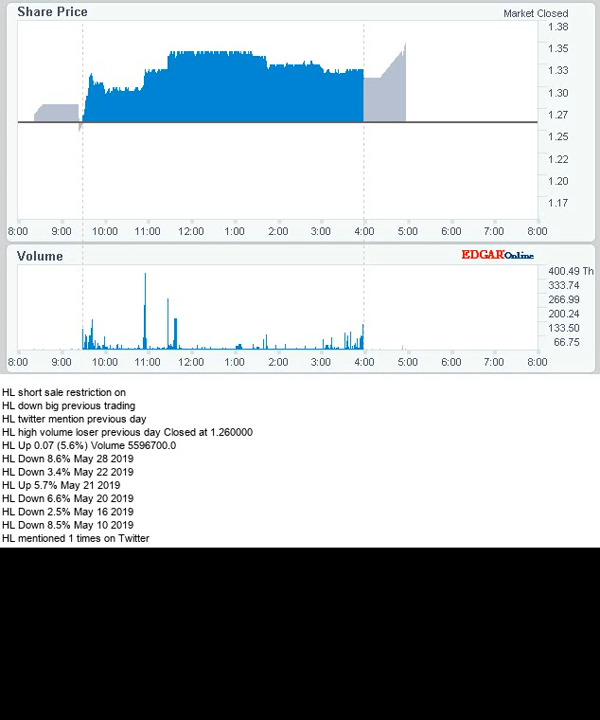 Share Price
Market Closed
1.38
1.35
1.33
1.30
1.27
1.25
1.22
1.20
1.17
8:00 9:00 10:00 11:00 12:00 1:00 2:00 3:00 4:00 5:00 6:00 7:00 8:00
Volume
EDGAR Online
400.49 Th
333.74
266.99
200.24
133.50
66.75
8:00 9:00 10:00 11:00 12:00 1:00 2:00 3:00 4:00 5:00 6:00 7:00 8:00
HL short sale restriction on
HL down big previous trading
HL twitter mention previous day
HL high volume loser previous day Closed at 1.260000
HL Up 0.07 (5.6%) Volume 5596700.0
HL Down 8.6% May 28 2019
HL Down 3.4% May 22 2019
HL Up 5.7% May 21 2019
HL Down 6.6% May 20 2019
HL Down 2.5% May 16 2019
HL Down 8.5% May 10 2019
HL mentioned 1 times on Twitter